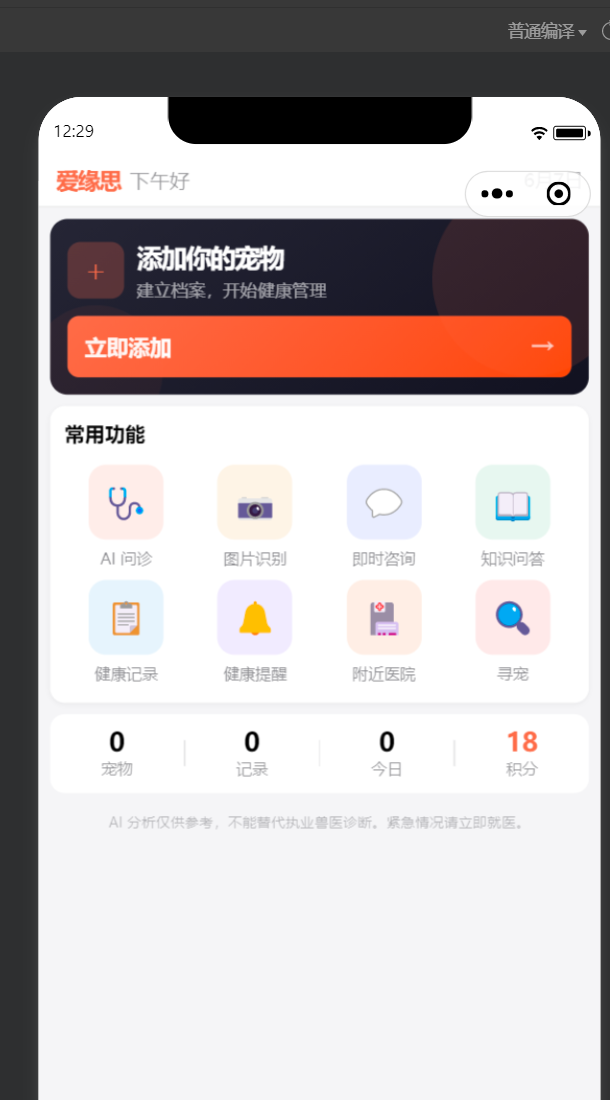 普通编译
12:29
爱缘思 下午好 6月7日
添加你的宠物
建立档案，开始健康管理
立即添加 →
常用功能
AI 问诊 图片识别 即时咨询 知识问答
健康记录 健康提醒 附近医院 寻宠
0 0 0 18
宠物 记录 今日 积分
AI 分析仅供参考，不能替代执业兽医诊断。紧急情况请立即就医。